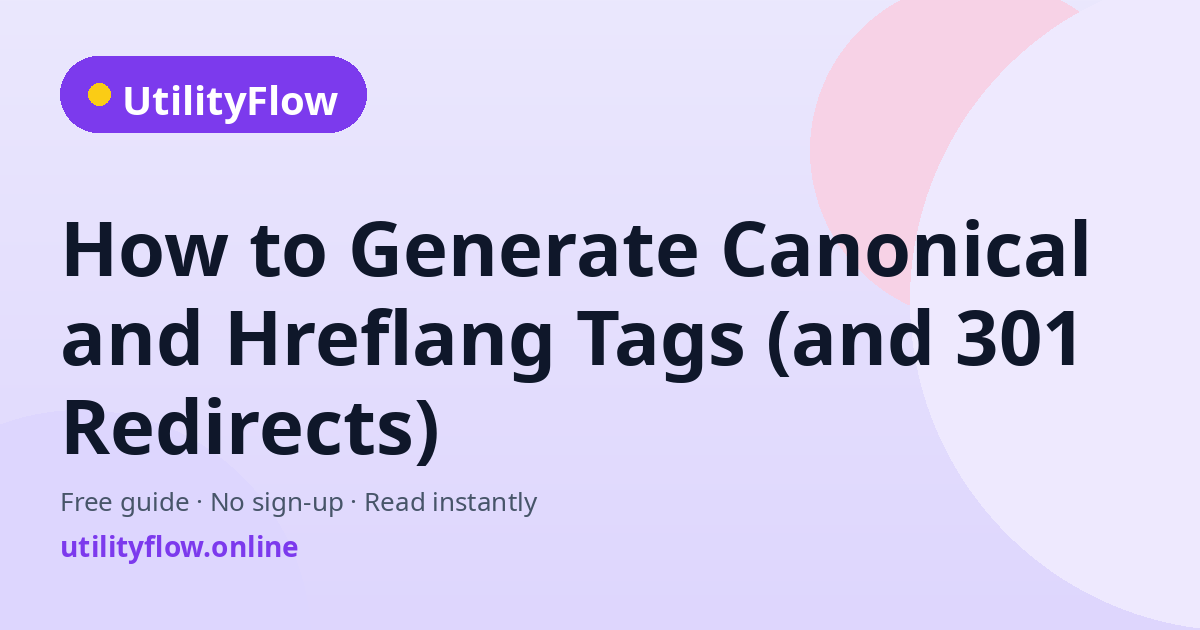 UtilityFlow
How to Generate Canonical
and Hreflang Tags (and 301
Redirects)
Free guide · No sign-up · Read instantly
utilityflow.online